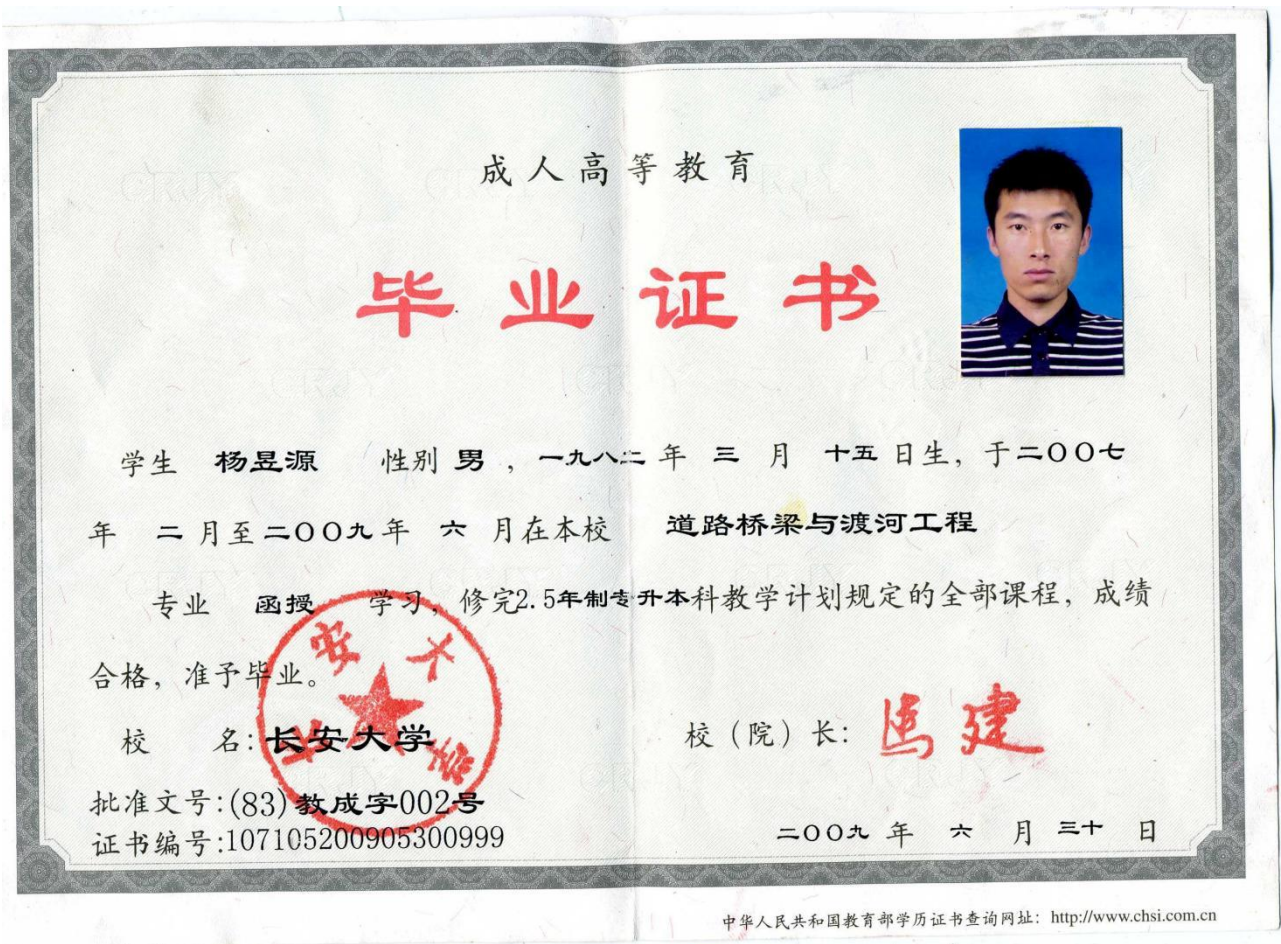 成人高等教育
毕业证书
学生 杨昱源 性别 男，一九八二年 三 月 十五 日生，于二００七
年 二 月至二００九年 六 月在本校 道路桥梁与渡河工程
专业 函授 学习，修完2.5年制专升本科教学计划规定的全部课程，成绩
合格，准予毕业。
校 名:长安大学
校（院）长: 马建
批准文号:(83)教成字002号
证书编号:107105200905300999
二００九 年 六 月 三十 日
中华人民共和国教育部学历证书查询网址：http://www.chsi.com.cn